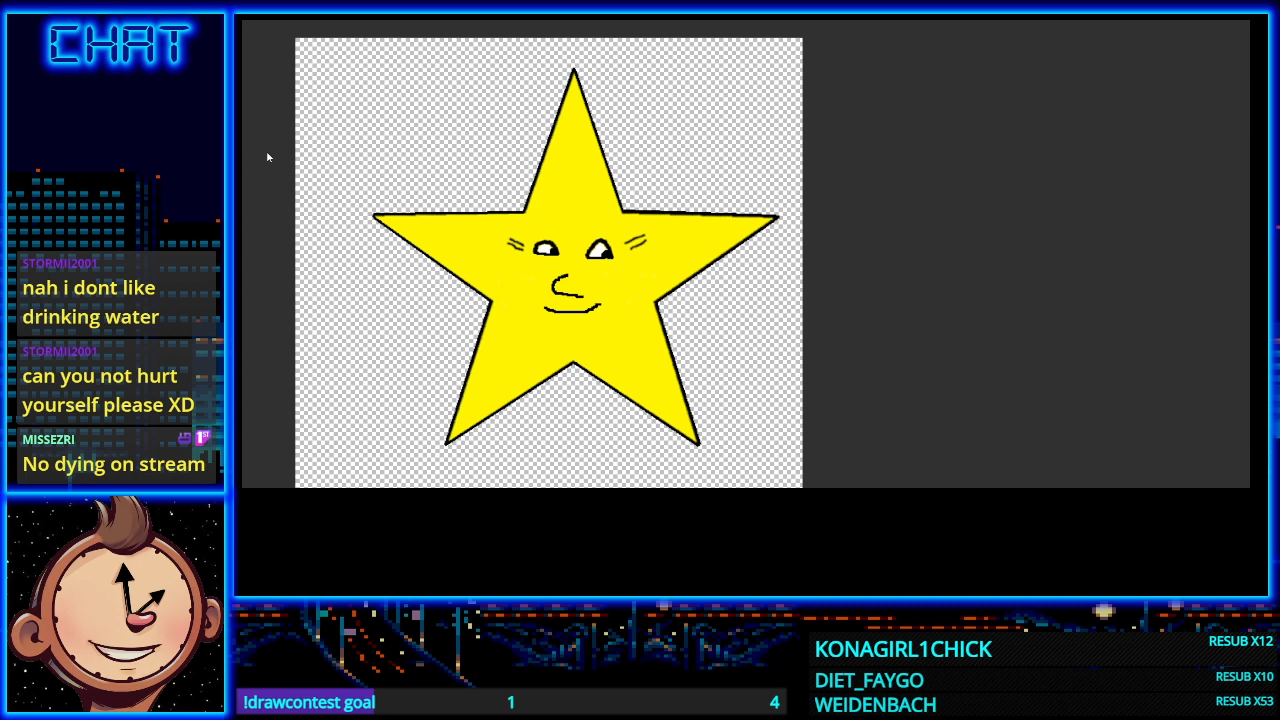 CHAT
STORMII2001
nah i dont like
drinking water
STORMII2001
can you not hurt
yourself please XD
MISSEZRI 1ST
No dying on stream
!drawcontest goal 1 4
KONAGIRL1CHICK RESUB X12
DIET_FAYGO RESUB X10
WEIDENBACH RESUB X53